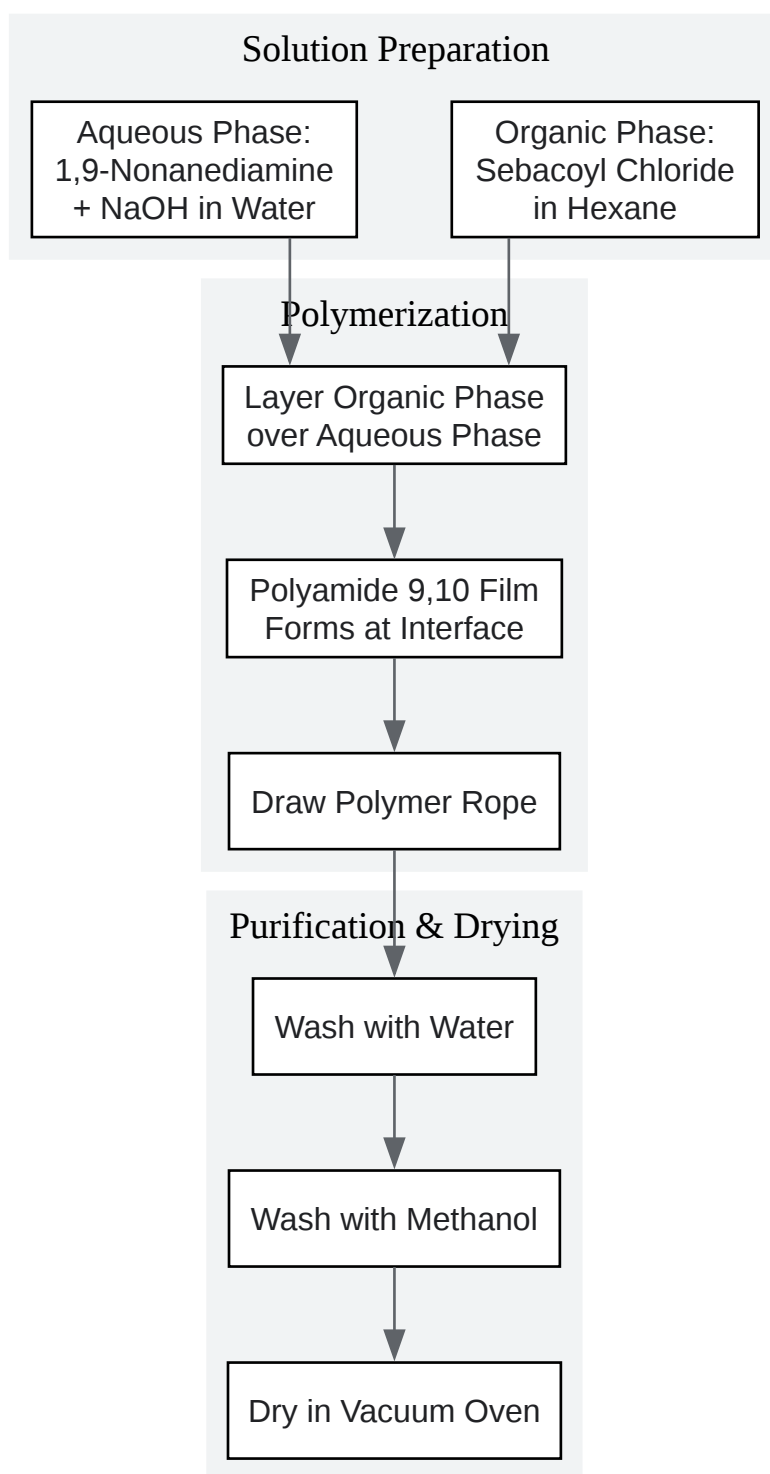 Solution Preparation
Aqueous Phase:
1,9-Nonanediamine
+ NaOH in Water
Organic Phase:
Sebacoyl Chloride
in Hexane
Polymerization
Layer Organic Phase
over Aqueous Phase
Polyamide 9,10 Film
Forms at Interface
Draw Polymer Rope
Purification & Drying
Wash with Water
Wash with Methanol
Dry in Vacuum Oven